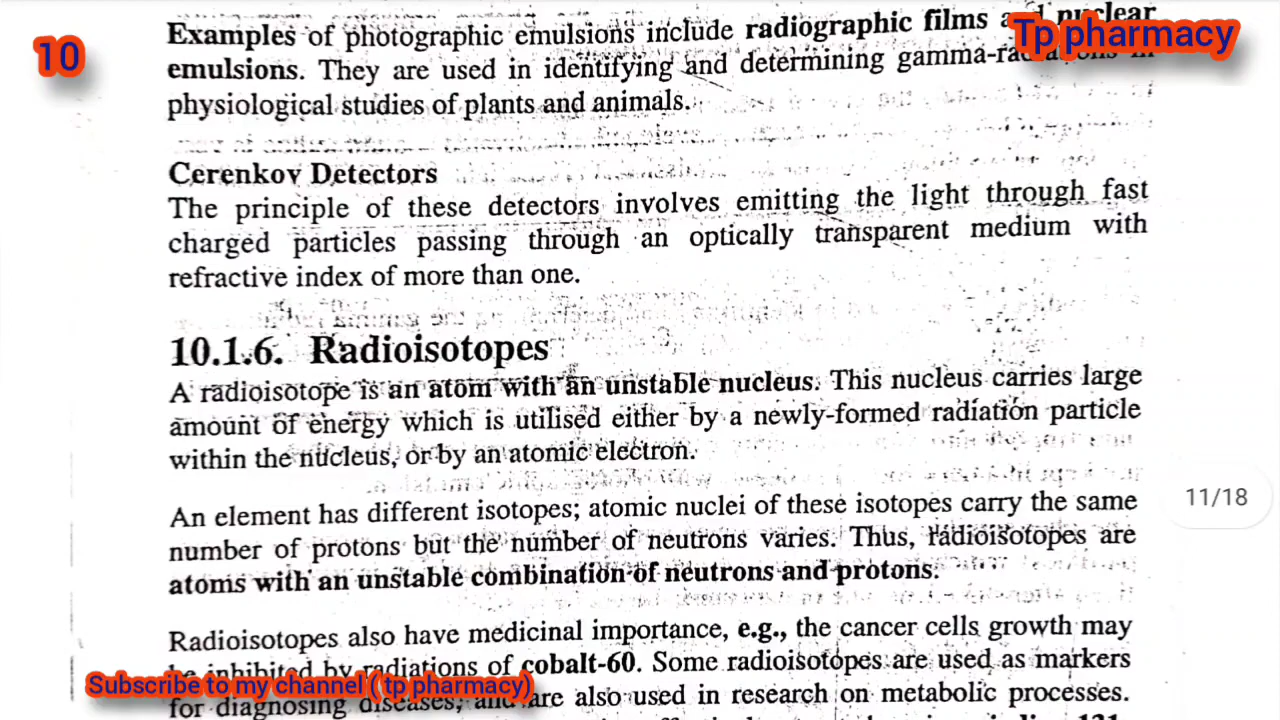 10
Tp pharmacy
Examples of photographic emulsions include radiographic films and nuclear
emulsions. They are used in identifying and determining gamma-radiations in
physiological studies of plants and animals.
Cerenkov Detectors
The principle of these detectors involves emitting the light through fast
charged particles passing through an optically transparent medium with
refractive index of more than one.
10.1.6. Radioisotopes
A radioisotope is an atom with an unstable nucleus. This nucleus carries large
amount of energy which is utilised either by a newly-formed radiation particle
within the nucleus, or by an atomic electron.
An element has different isotopes; atomic nuclei of these isotopes carry the same
number of protons but the number of neutrons varies. Thus, radioisotopes are
atoms with an unstable combination of neutrons and protons.
11/18
Radioisotopes also have medicinal importance, e.g., the cancer cells growth may
be inhibited by radiations of cobalt-60. Some radioisotopes are used as markers
Subscribe to my channel ( tp pharmacy)
for diagnosing diseases; and are also used in research on metabolic processes.